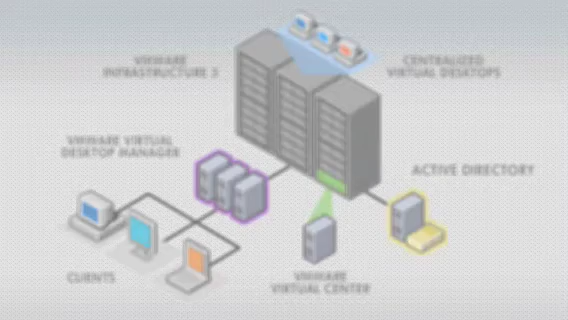 VMWARE
INFRASTRUCTURE 3
CENTRALIZED
VIRTUAL DESKTOPS
VMWARE VIRTUAL
DESKTOP MANAGER
ACTIVE DIRECTORY
CLIENTS
VMWARE
VIRTUAL CENTER